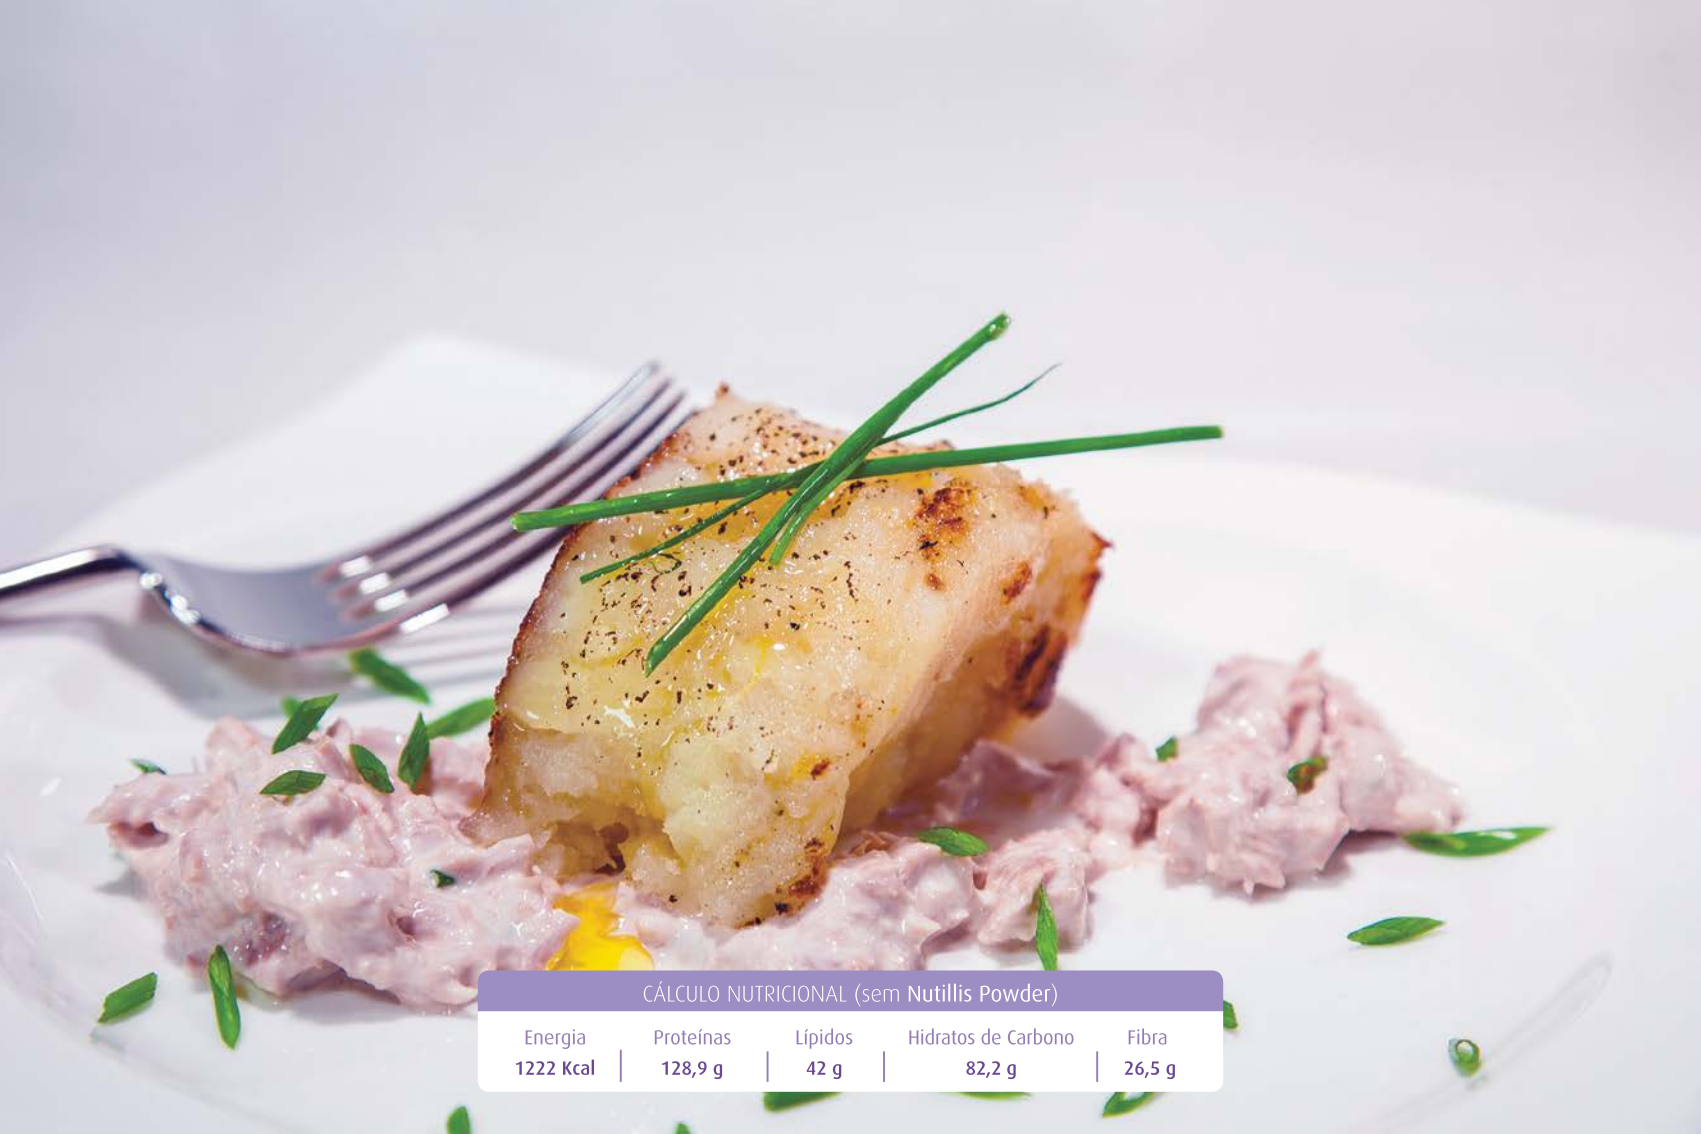 CÁLCULO NUTRICIONAL (sem Nutillis Powder)
Energia Proteínas Lípidos Hidratos de Carbono Fibra
1222 Kcal 128,9 g 42 g 82,2 g 26,5 g